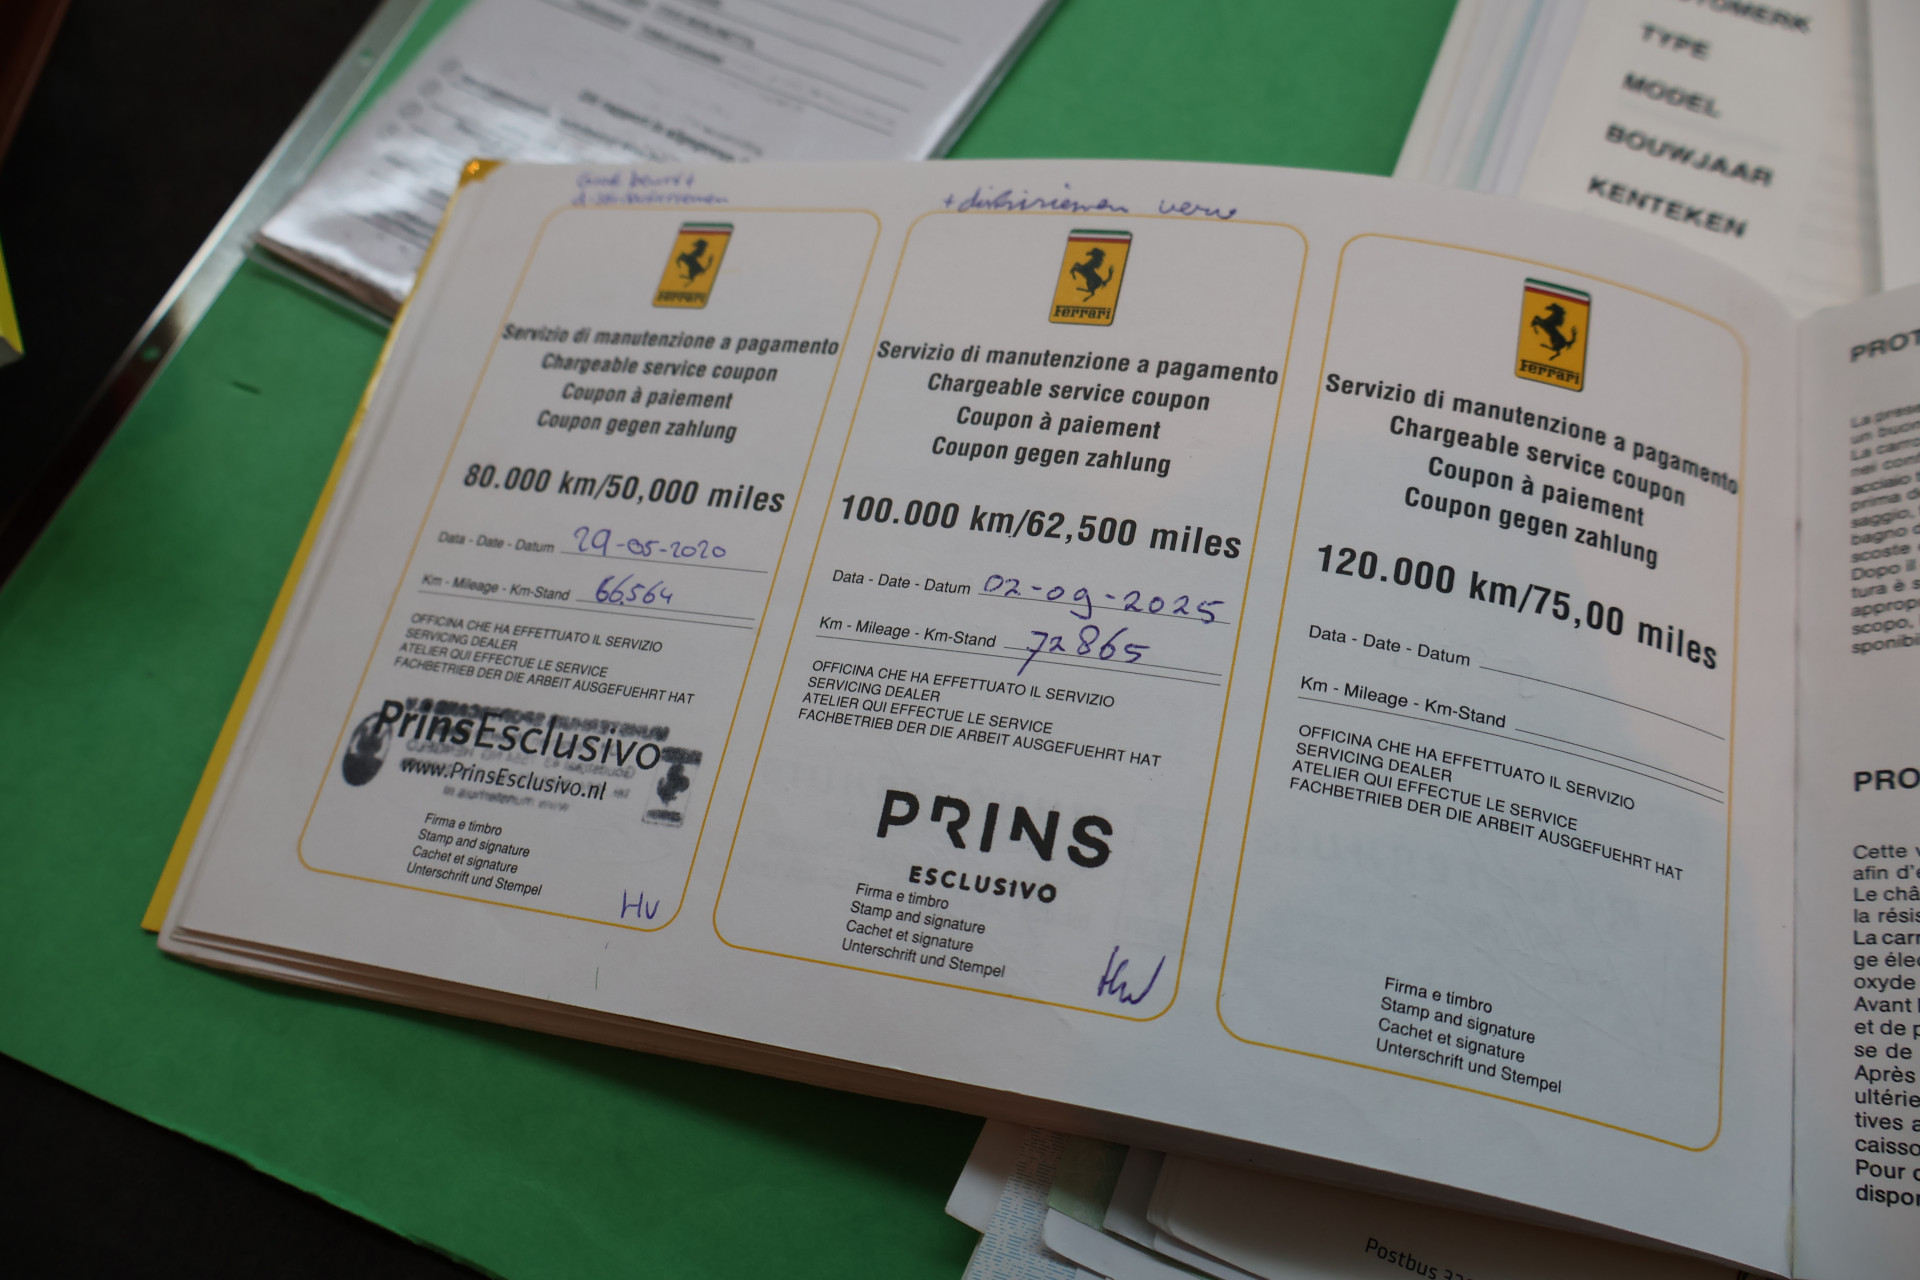 TYPE
MODEL
BOUWJAAR
KENTEKEN
Ferrari
Servizio di manutenzione a pagamento
Chargeable service coupon
Coupon à paiement
Coupon gegen zahlung
80.000 km/50,000 miles
Data - Date - Datum 29-05-2020
Km - Mileage - Km-Stand 66.564
OFFICINA CHE HA EFFETTUATO IL SERVIZIO
SERVICING DEALER
ATELIER QUI EFFECTUE LE SERVICE
FACHBETRIEB DER DIE ARBEIT AUSGEFUEHRT HAT
PrinsEsclusivo
www.PrinsEsclusivo.nl
Firma e timbro
Stamp and signature
Cachet et signature
Unterschrift und Stempel
HV
Ferrari
Servizio di manutenzione a pagamento
Chargeable service coupon
Coupon à paiement
Coupon gegen zahlung
100.000 km/62,500 miles
Data - Date - Datum 02-09-2025
Km - Mileage - Km-Stand 72865
OFFICINA CHE HA EFFETTUATO IL SERVIZIO
SERVICING DEALER
ATELIER QUI EFFECTUE LE SERVICE
FACHBETRIEB DER DIE ARBEIT AUSGEFUEHRT HAT
PRINS
ESCLUSIVO
Firma e timbro
Stamp and signature
Cachet et signature
Unterschrift und Stempel
Ferrari
Servizio di manutenzione a pagamento
Chargeable service coupon
Coupon à paiement
Coupon gegen zahlung
120.000 km/75,00 miles
Data - Date - Datum
Km - Mileage - Km-Stand
OFFICINA CHE HA EFFETTUATO IL SERVIZIO
SERVICING DEALER
ATELIER QUI EFFECTUE LE SERVICE
FACHBETRIEB DER DIE ARBEIT AUSGEFUEHRT HAT
Firma e timbro
Stamp and signature
Cachet et signature
Unterschrift und Stempel
Cette
afin d'
Le
la
La
oxyde
Avant
et de
se de
Après
tives
Pour
Postbus